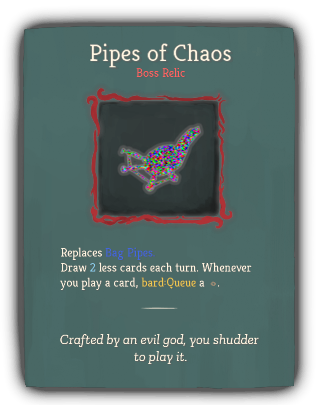 Pipes of Chaos
Boss Relic
Replaces Bag Pipes.
Draw 2 less cards each turn. Whenever
you play a card, bard:Queue a .
Crafted by an evil god, you shudder
to play it.